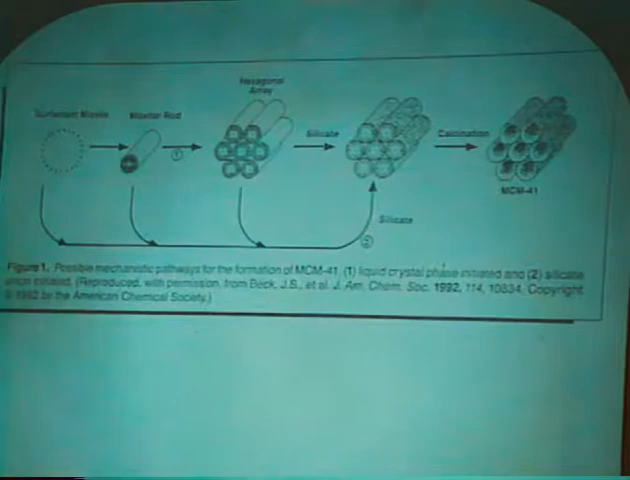 Hexagonal
Array
Surfactant Micelle
Micellar Rod
Silicate
Calcination
①
MCM-41
Silicate
②
Figure 1. Possible mechanistic pathways for the formation of MCM-41, (1) liquid crystal phase initiated and (2) silicate
anion initiated. (Reproduced, with permission, from Beck, J.S., et al. J. Am. Chem. Soc. 1992, 114, 10834. Copyright
© 1992 by the American Chemical Society.)